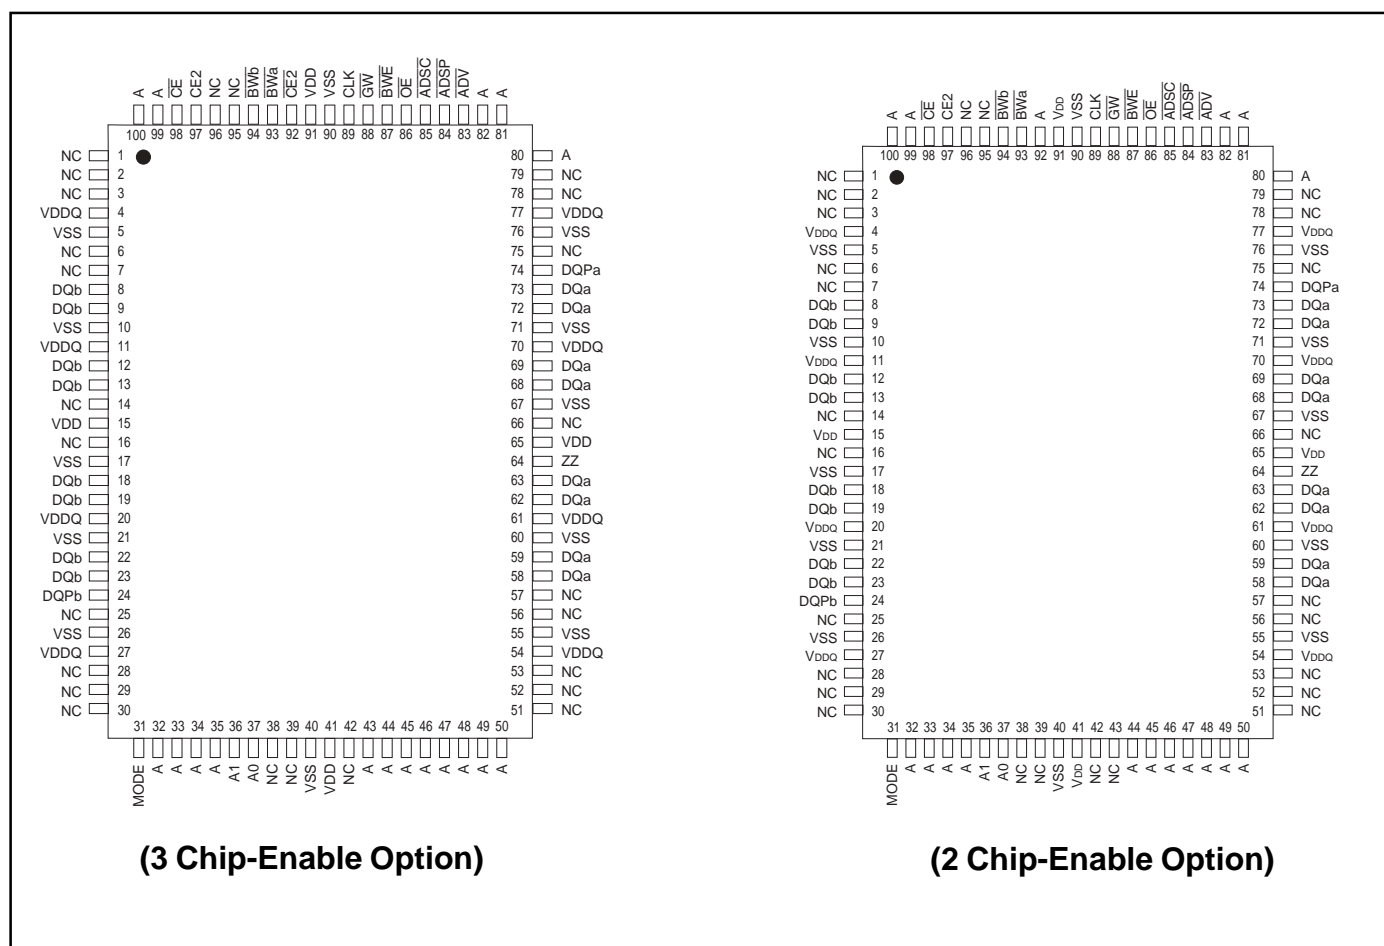 A A CE CE2 NC NC BWb BWa CE2 VDD VSS CLK GW BWE OE ADSC ADSP ADV A A
100 99 98 97 96 95 94 93 92 91 90 89 88 87 86 85 84 83 82 81
NC 1 80 A
NC 2 79 NC
NC 3 78 NC
VDDQ 4 77 VDDQ
VSS 5 76 VSS
NC 6 75 NC
NC 7 74 DQPa
DQb 8 73 DQa
DQb 9 72 DQa
VSS 10 71 VSS
VDDQ 11 70 VDDQ
DQb 12 69 DQa
DQb 13 68 DQa
NC 14 67 VSS
VDD 15 66 NC
NC 16 65 VDD
VSS 17 64 ZZ
DQb 18 63 DQa
DQb 19 62 DQa
VDDQ 20 61 VDDQ
VSS 21 60 VSS
DQb 22 59 DQa
DQb 23 58 DQa
DQPb 24 57 NC
NC 25 56 NC
VSS 26 55 VSS
VDDQ 27 54 VDDQ
NC 28 53 NC
NC 29 52 NC
NC 30 51 NC
31 32 33 34 35 36 37 38 39 40 41 42 43 44 45 46 47 48 49 50
MODE A A A A A1 A0 NC NC VSS VDD NC A A A A A A A A
(3 Chip-Enable Option)
A A CE CE2 NC NC BWb BWa A VDD VSS CLK GW BWE OE ADSC ADSP ADV A A
100 99 98 97 96 95 94 93 92 91 90 89 88 87 86 85 84 83 82 81
NC 1 80 A
NC 2 79 NC
NC 3 78 NC
VDDQ 4 77 VDDQ
VSS 5 76 VSS
NC 6 75 NC
NC 7 74 DQPa
DQb 8 73 DQa
DQb 9 72 DQa
VSS 10 71 VSS
VDDQ 11 70 VDDQ
DQb 12 69 DQa
DQb 13 68 DQa
NC 14 67 VSS
VDD 15 66 NC
NC 16 65 VDD
VSS 17 64 ZZ
DQb 18 63 DQa
DQb 19 62 DQa
VDDQ 20 61 VDDQ
VSS 21 60 VSS
DQb 22 59 DQa
DQb 23 58 DQa
DQPb 24 57 NC
NC 25 56 NC
VSS 26 55 VSS
VDDQ 27 54 VDDQ
NC 28 53 NC
NC 29 52 NC
NC 30 51 NC
31 32 33 34 35 36 37 38 39 40 41 42 43 44 45 46 47 48 49 50
MODE A A A A A1 A0 NC NC VSS VDD NC NC A A A A A A A
(2 Chip-Enable Option)